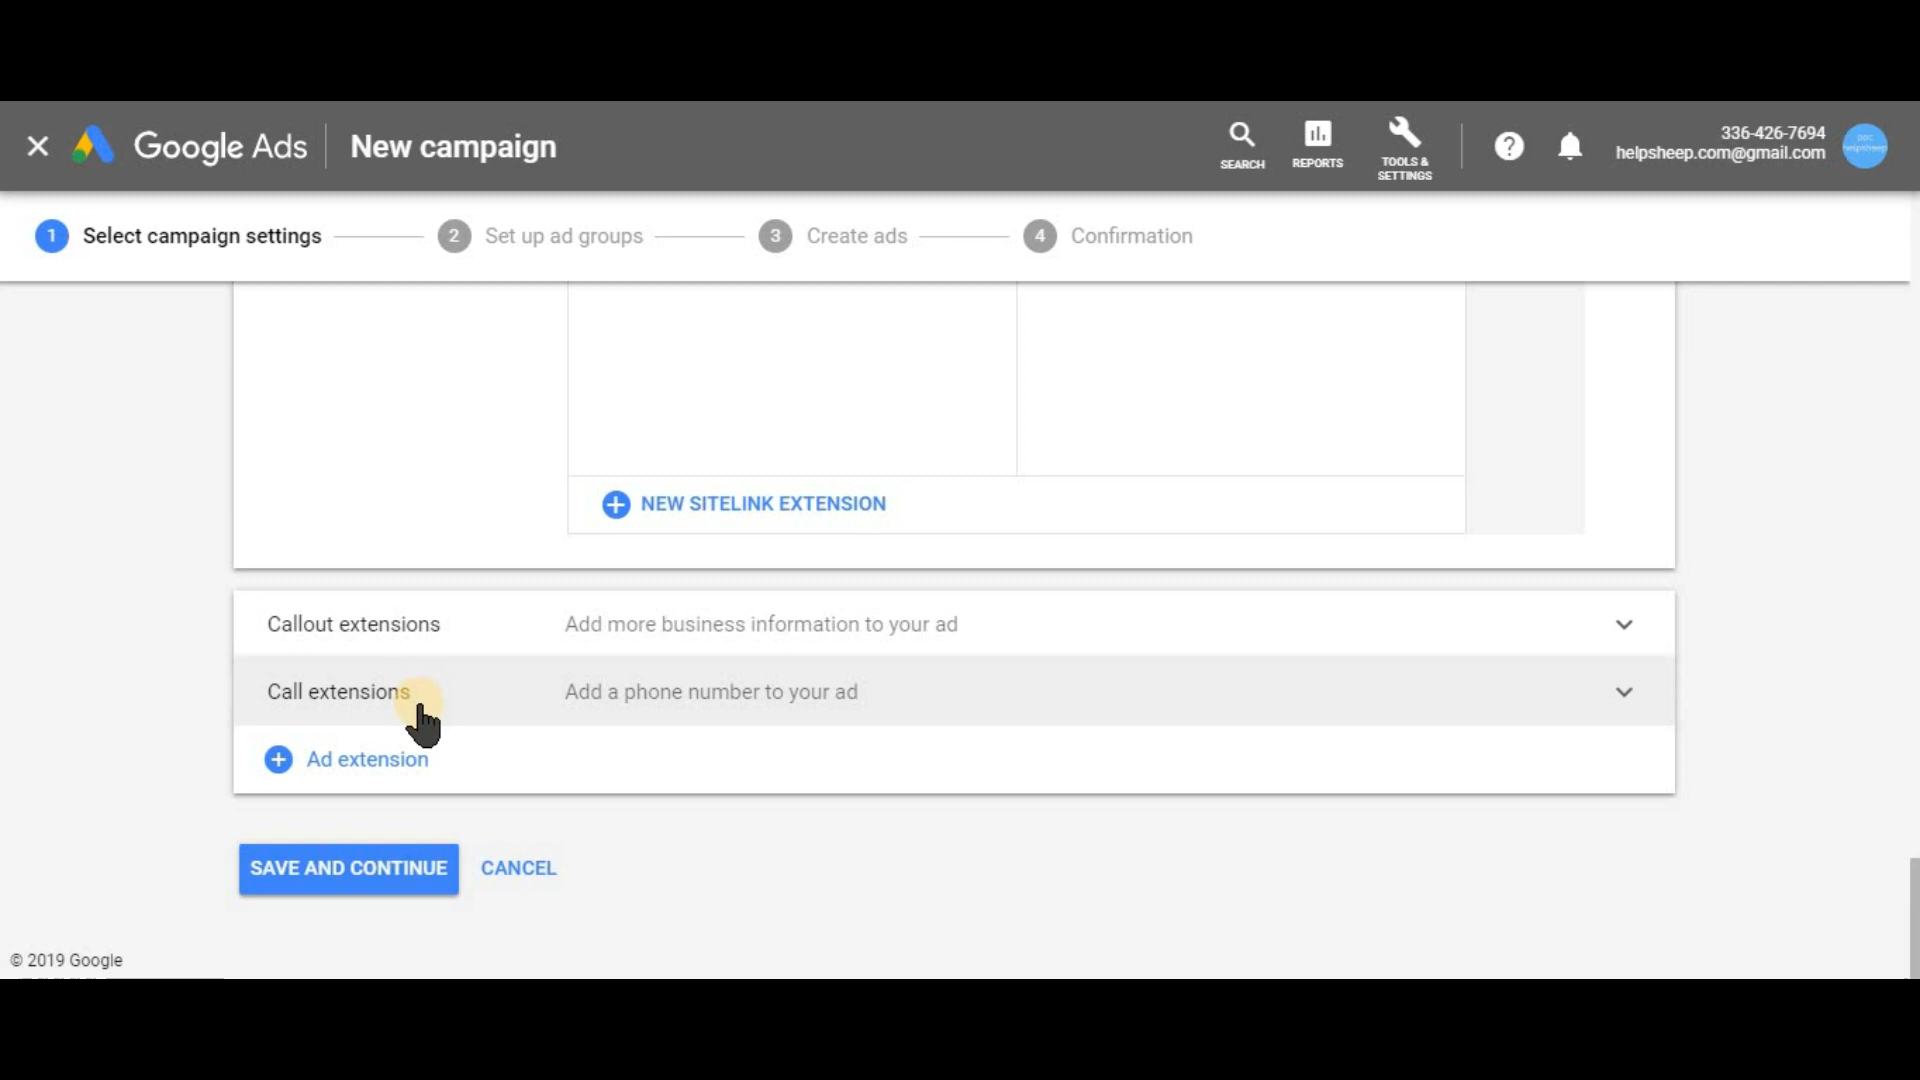 Google Ads
New campaign
SEARCH
REPORTS
TOOLS &
SETTINGS
336-426-7694
helpsheep.com@gmail.com
1 Select campaign settings
2 Set up ad groups
3 Create ads
4 Confirmation
NEW SITELINK EXTENSION
Callout extensions Add more business information to your ad
Call extensions Add a phone number to your ad
Ad extension
SAVE AND CONTINUE CANCEL
© 2019 Google